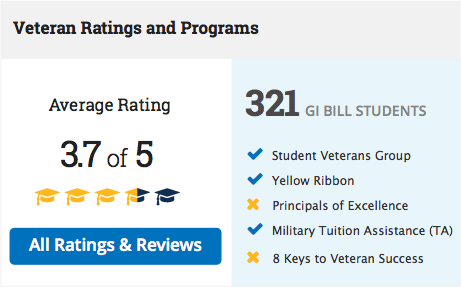 Veteran Ratings and Programs
Average Rating
3.7 of 5
All Ratings & Reviews
321 GI BILL STUDENTS
Student Veterans Group
Yellow Ribbon
Principals of Excellence
Military Tuition Assistance (TA)
8 Keys to Veteran Success